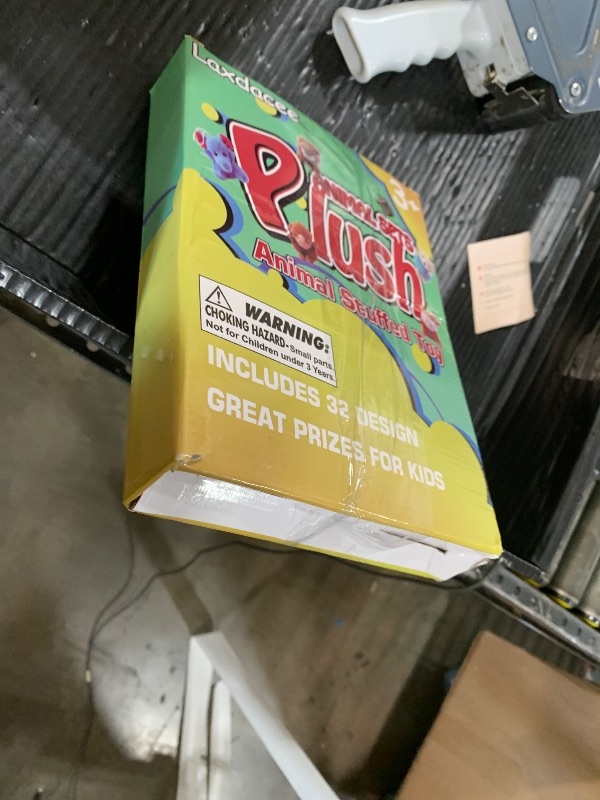 Laxdacee
3+
ANIMAL SETS
Plush
Animal Stuffed Toy
WARNING:
CHOKING HAZARD-Small parts
Not for Children under 3 Years.
INCLUDES 32 DESIGN
GREAT PRIZES FOR KIDS